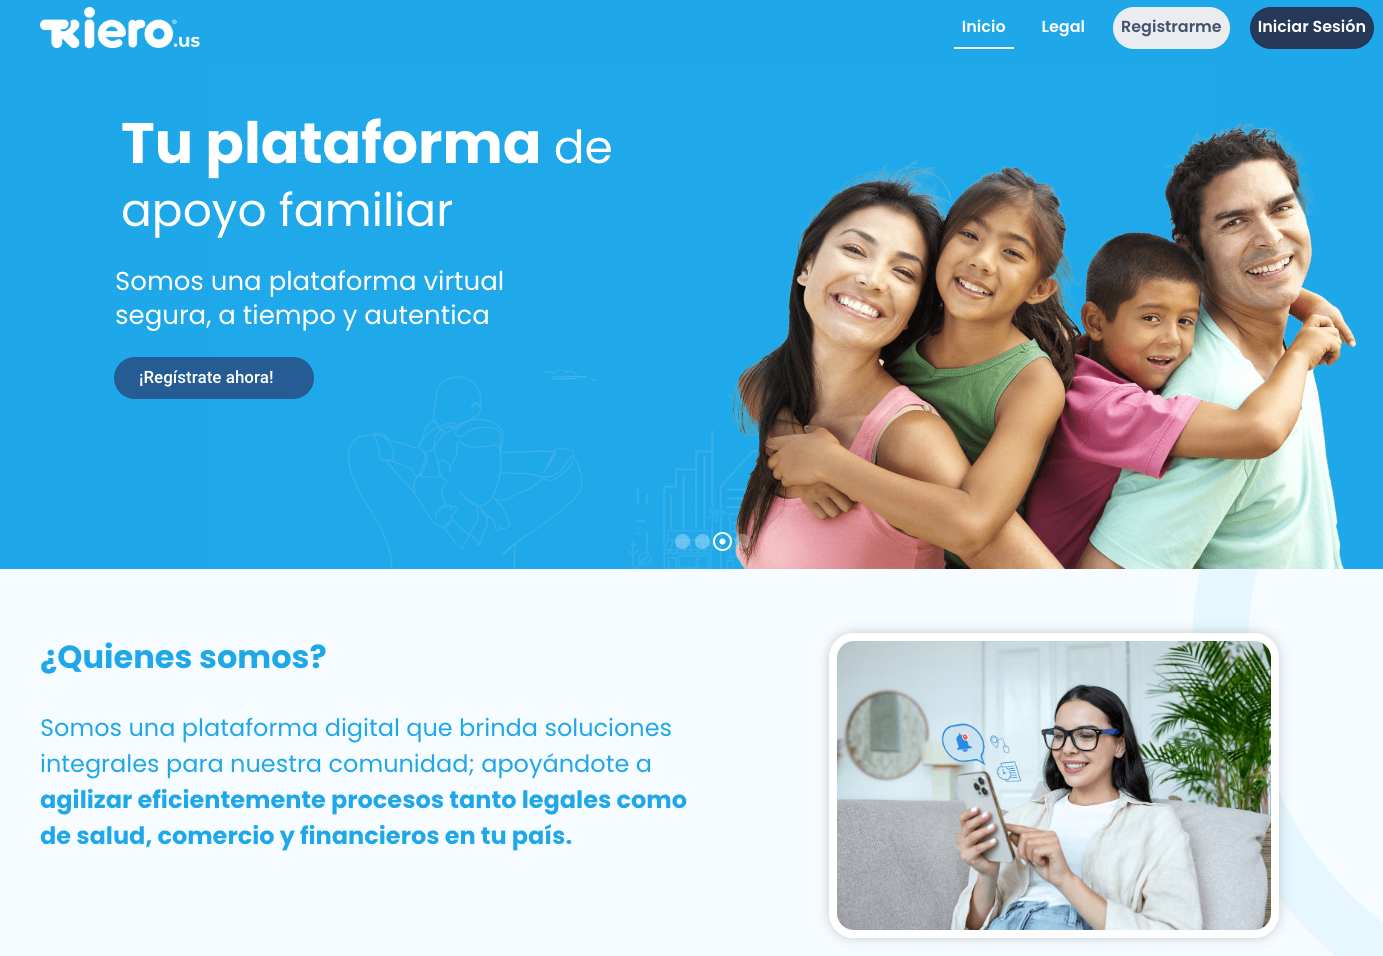 Kiero.us
Inicio
Legal
Registrarme
Iniciar Sesión
Tu plataforma de
apoyo familiar
Somos una plataforma virtual
segura, a tiempo y autentica
¡Regístrate ahora!
¿Quienes somos?
Somos una plataforma digital que brinda soluciones
integrales para nuestra comunidad; apoyándote a
agilizar eficientemente procesos tanto legales como
de salud, comercio y financieros en tu país.